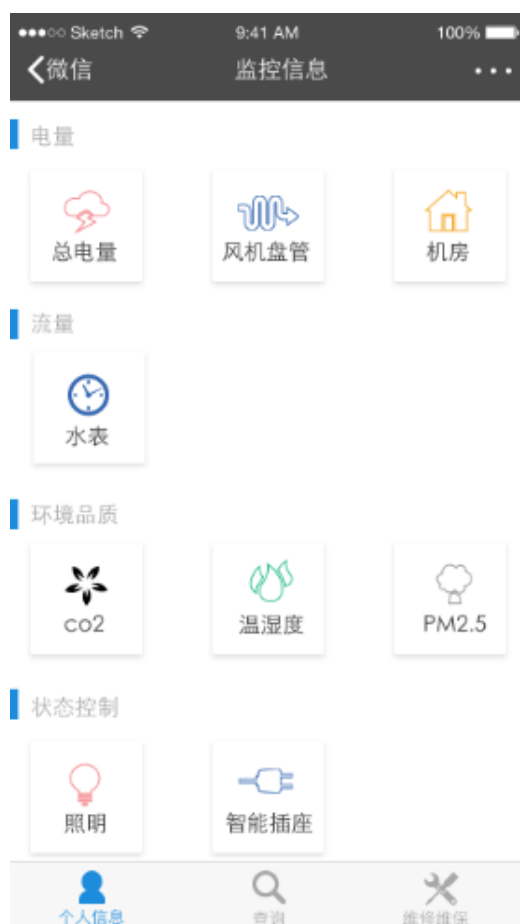 Sketch 9:41 AM 100%
微信 监控信息
电量
总电量 风机盘管 机房
流量
水表
环境品质
co2 温湿度 PM2.5
状态控制
照明 智能插座
个人信息 查询 维修维保